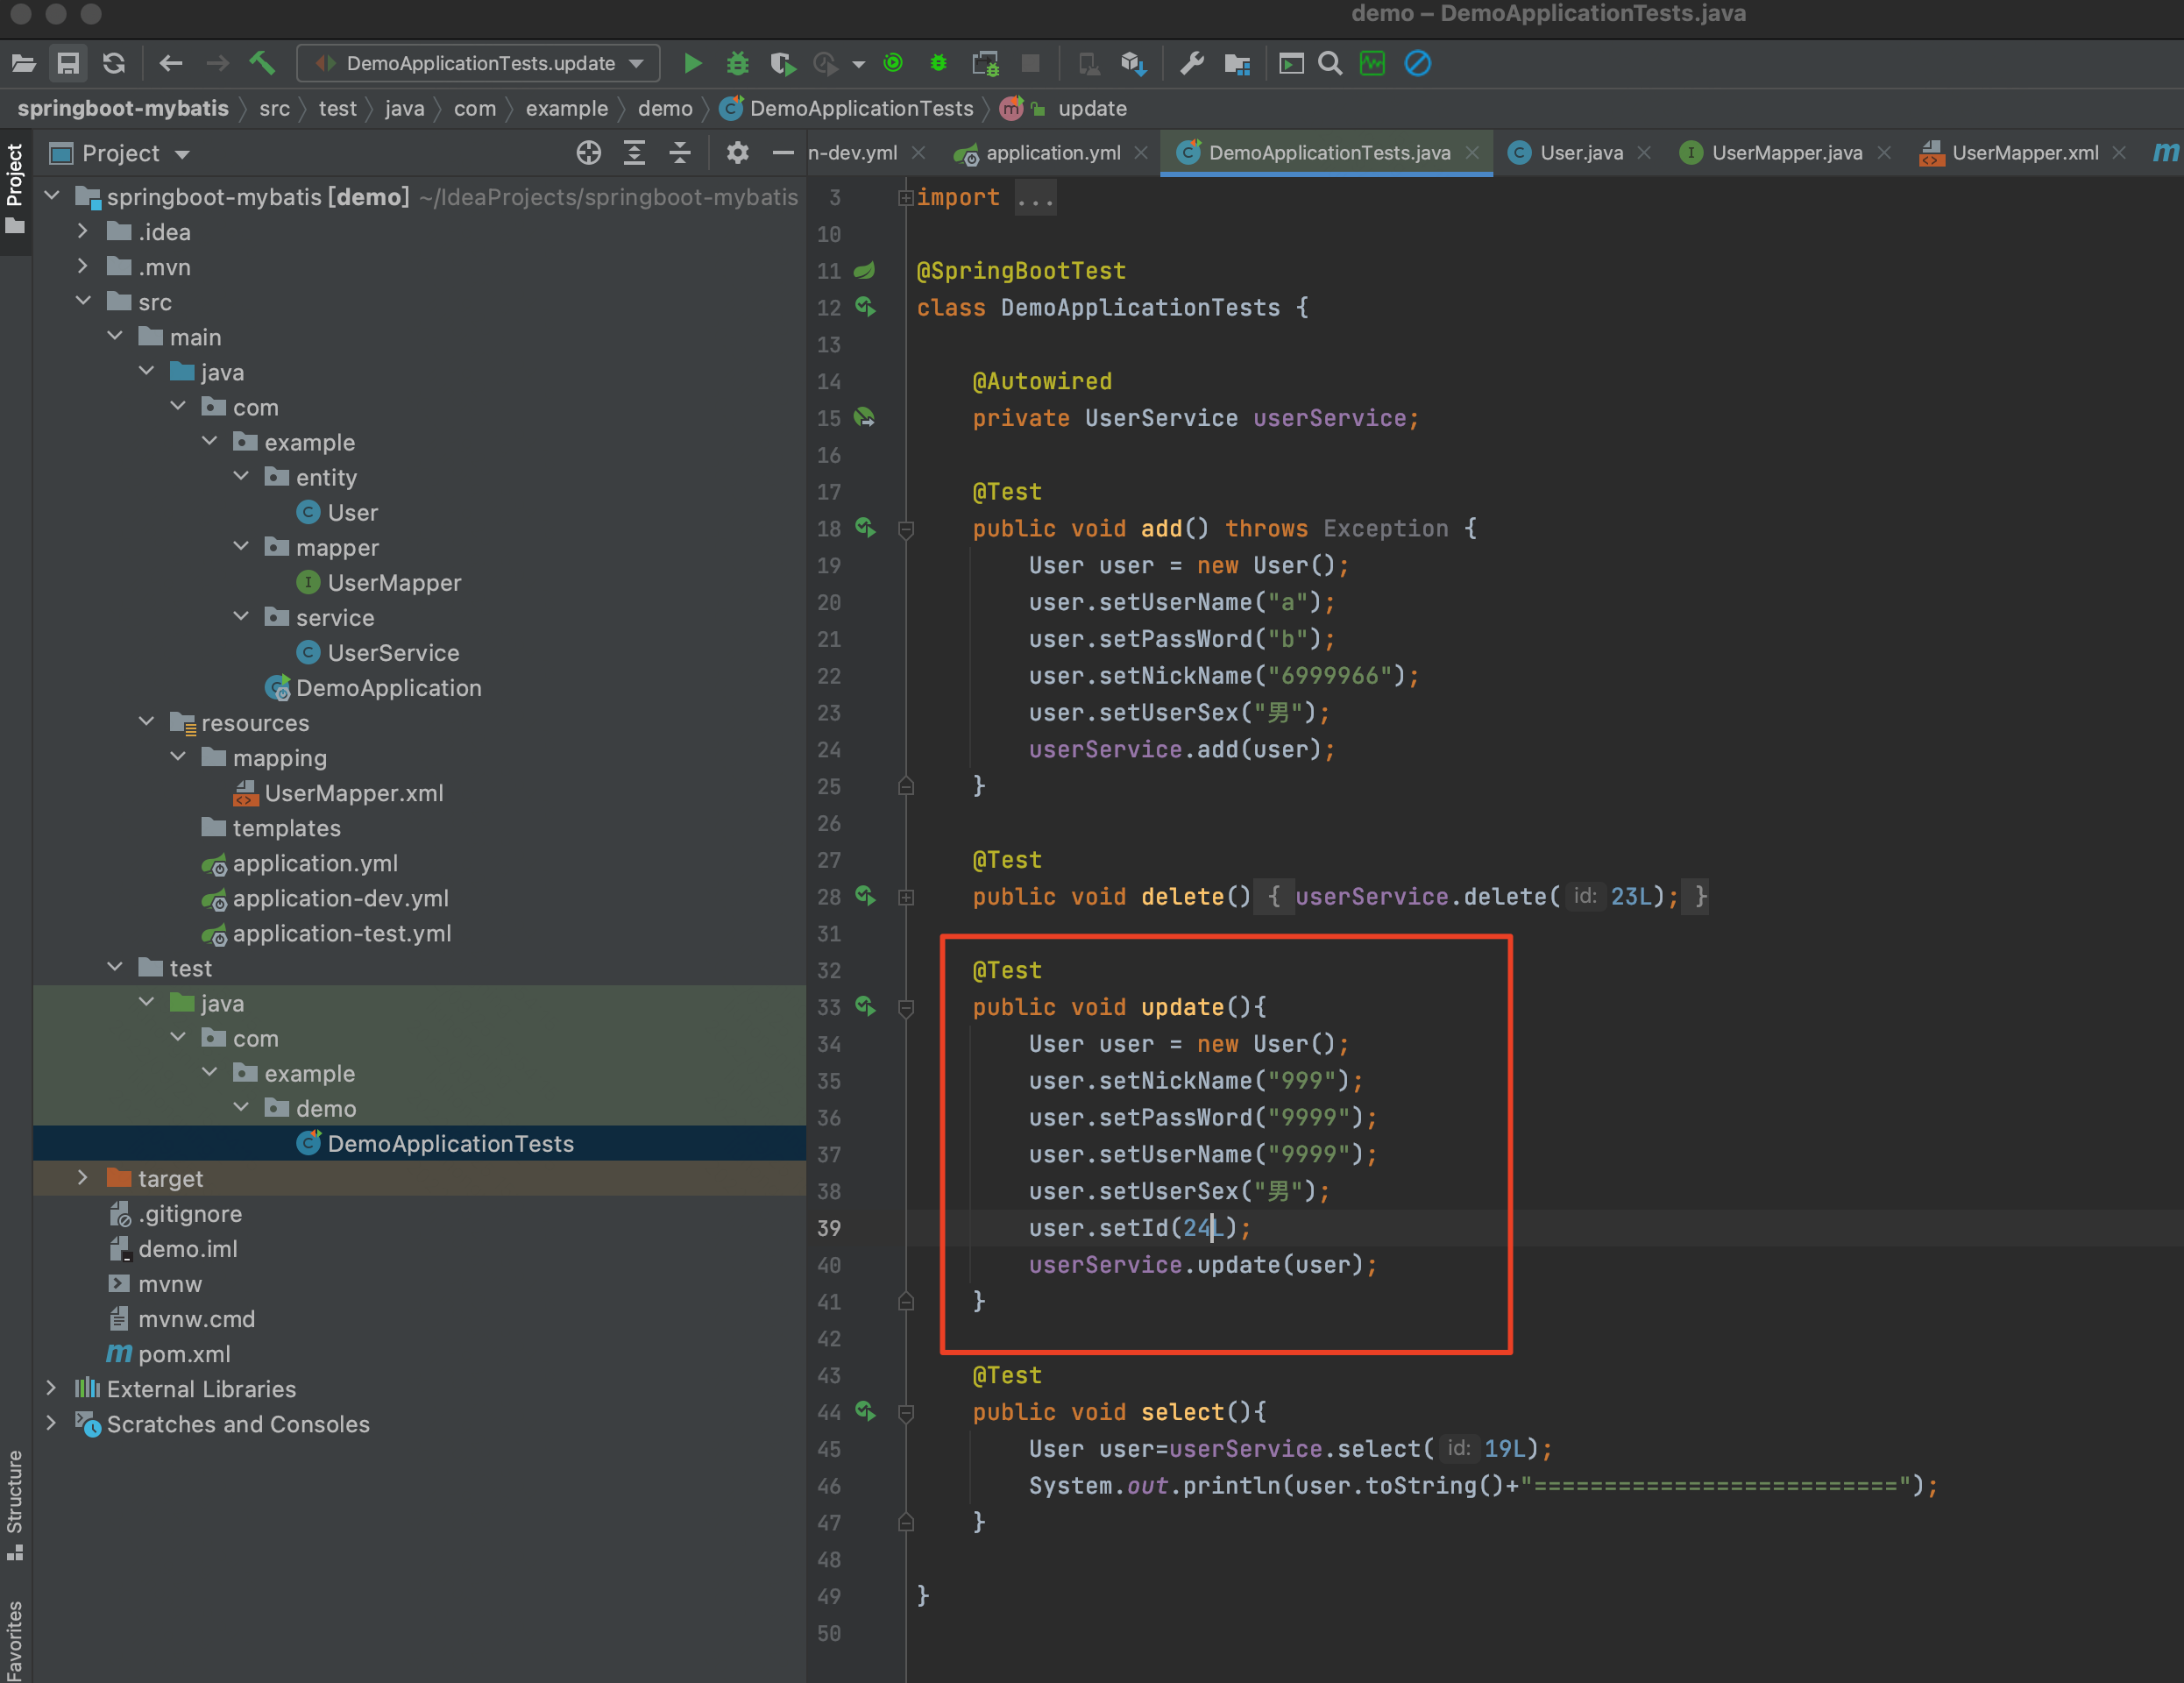 demo – DemoApplicationTests.java
DemoApplicationTests.update
springboot-mybatis src test java com example demo DemoApplicationTests update
Project
Project
n-dev.yml application.yml DemoApplicationTests.java User.java UserMapper.java UserMapper.xml
springboot-mybatis [demo] ~/IdeaProjects/springboot-mybatis
.idea
.mvn
src
main
java
com
example
entity
User
mapper
UserMapper
service
UserService
DemoApplication
resources
mapping
UserMapper.xml
templates
application.yml
application-dev.yml
application-test.yml
test
java
com
example
demo
DemoApplicationTests
target
.gitignore
demo.iml
mvnw
mvnw.cmd
pom.xml
External Libraries
Scratches and Consoles
Structure
Favorites
3 import ...
10
11 @SpringBootTest
12 class DemoApplicationTests {
13
14 @Autowired
15 private UserService userService;
16
17 @Test
18 public void add() throws Exception {
19 User user = new User();
20 user.setUserName("a");
21 user.setPassWord("b");
22 user.setNickName("6999966");
23 user.setUserSex("男");
24 userService.add(user);
25 }
26
27 @Test
28 public void delete() { userService.delete( id: 23L); }
31
32 @Test
33 public void update(){
34 User user = new User();
35 user.setNickName("999");
36 user.setPassWord("9999");
37 user.setUserName("9999");
38 user.setUserSex("男");
39 user.setId(24L);
40 userService.update(user);
41 }
42
43 @Test
44 public void select(){
45 User user=userService.select( id: 19L);
46 System.out.println(user.toString()+"==========================");
47 }
48
49 }
50